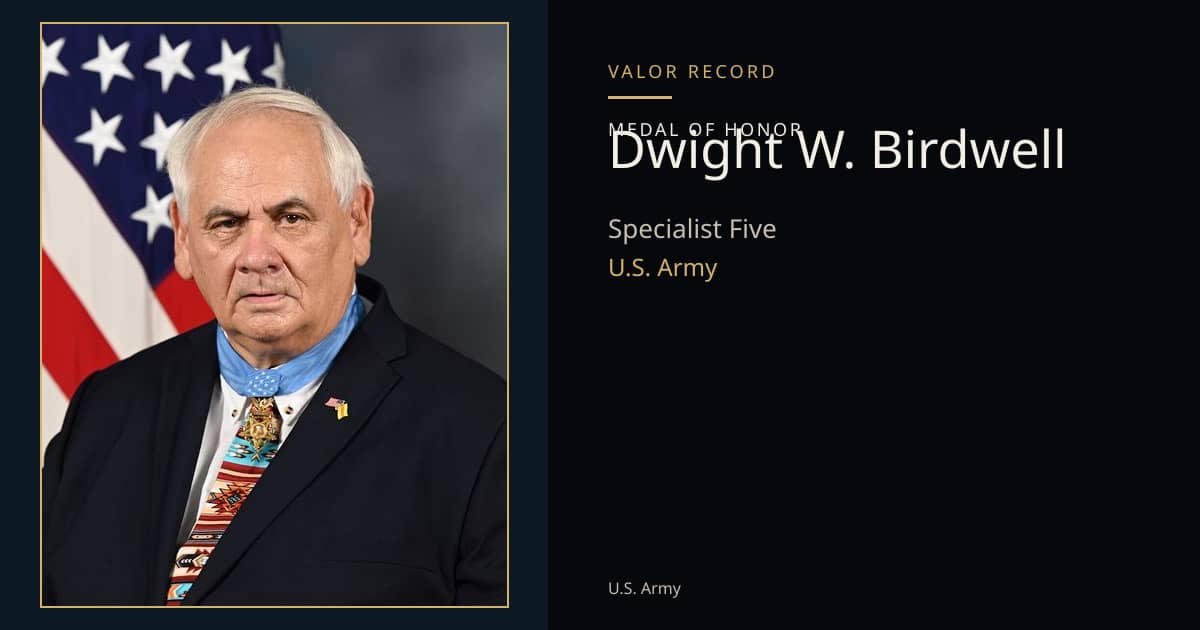 VALOR RECORD
MEDAL OF HONOR
Dwight W. Birdwell
Specialist Five
U.S. Army
U.S. Army